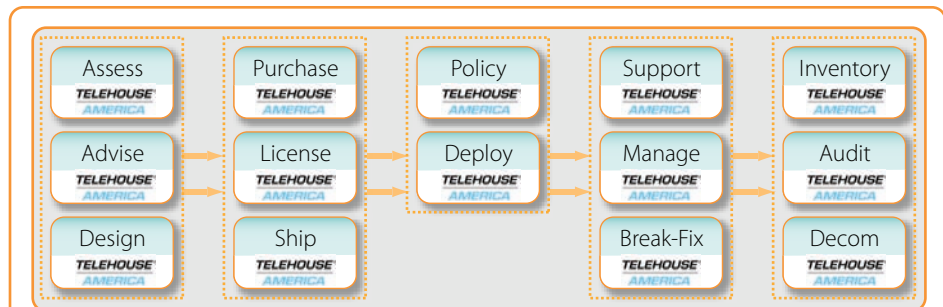 Assess
TELEHOUSE
AMERICA
Advise
TELEHOUSE
AMERICA
Design
TELEHOUSE
AMERICA
Purchase
TELEHOUSE
AMERICA
License
TELEHOUSE
AMERICA
Ship
TELEHOUSE
AMERICA
Policy
TELEHOUSE
AMERICA
Deploy
TELEHOUSE
AMERICA
Support
TELEHOUSE
AMERICA
Manage
TELEHOUSE
AMERICA
Break-Fix
TELEHOUSE
AMERICA
Inventory
TELEHOUSE
AMERICA
Audit
TELEHOUSE
AMERICA
Decom
TELEHOUSE
AMERICA